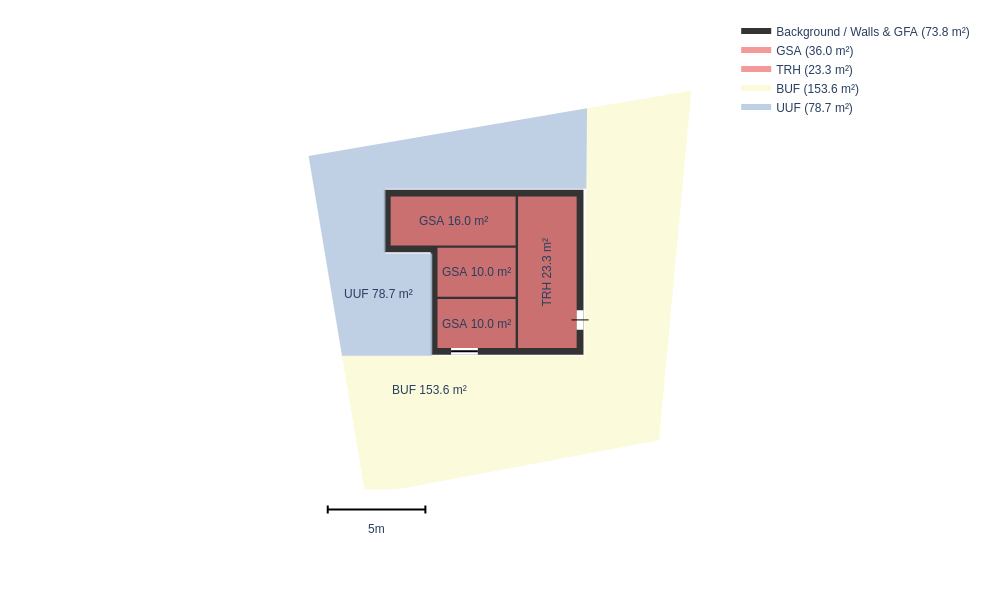 Background / Walls & GFA (73.8 m²)
GSA (36.0 m²)
TRH (23.3 m²)
BUF (153.6 m²)
UUF (78.7 m²)
GSA 16.0 m²
TRH 23.3 m²
GSA 10.0 m²
UUF 78.7 m²
GSA 10.0 m²
BUF 153.6 m²
5m